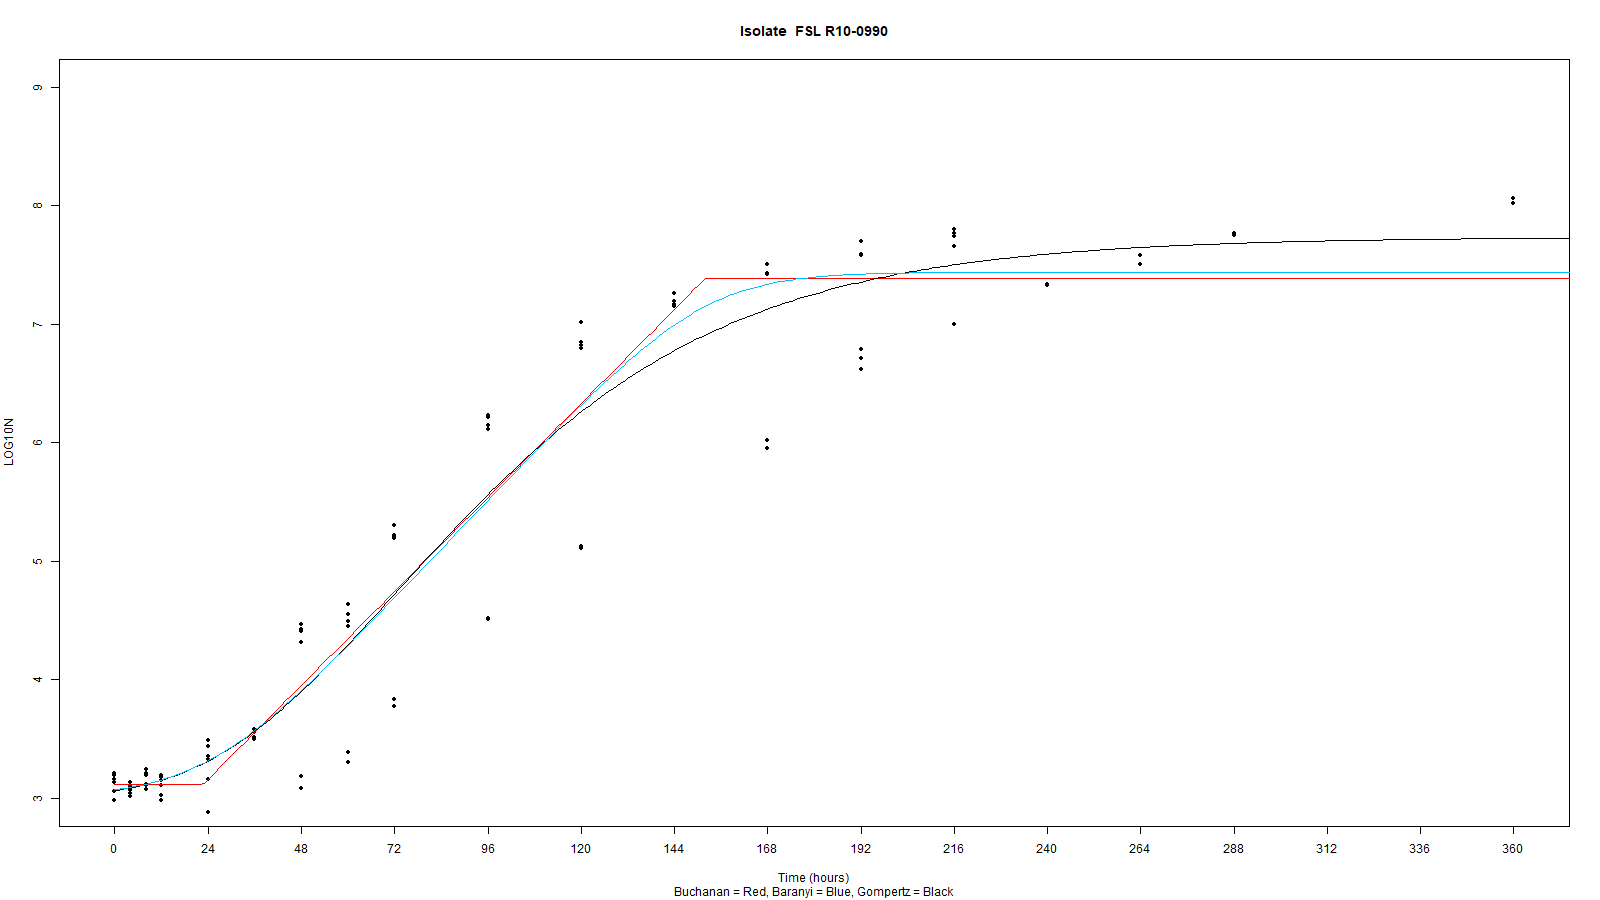 Isolate  FSL R10-0990
9
8
7
6
5
4
3
LOG10N
0 24 48 72 96 120 144 168 192 216 240 264 288 312 336 360
Time (hours)
Buchanan = Red, Baranyi = Blue, Gompertz = Black